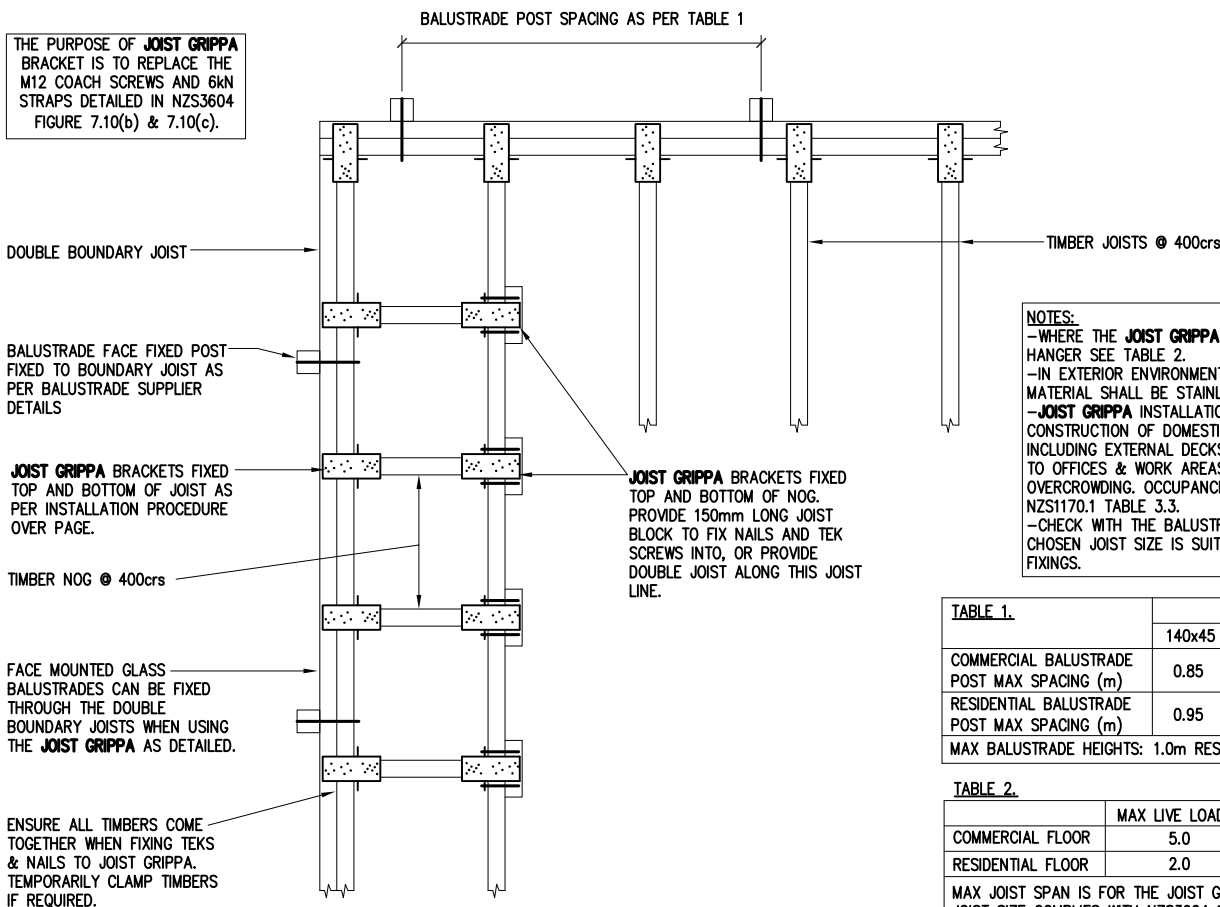 BALUSTRADE POST SPACING AS PER TABLE 1
THE PURPOSE OF JOIST GRIPPA
BRACKET IS TO REPLACE THE
M12 COACH SCREWS AND 6kN
STRAPS DETAILED IN NZS3604
FIGURE 7.10(b) & 7.10(c).
DOUBLE BOUNDARY JOIST
TIMBER JOISTS @ 400crs
BALUSTRADE FACE FIXED POST
FIXED TO BOUNDARY JOIST AS
PER BALUSTRADE SUPPLIER
DETAILS
JOIST GRIPPA BRACKETS FIXED
TOP AND BOTTOM OF JOIST AS
PER INSTALLATION PROCEDURE
OVER PAGE.
TIMBER NOG @ 400crs
FACE MOUNTED GLASS
BALUSTRADES CAN BE FIXED
THROUGH THE DOUBLE
BOUNDARY JOISTS WHEN USING
THE JOIST GRIPPA AS DETAILED.
ENSURE ALL TIMBERS COME
TOGETHER WHEN FIXING TEKS
& NAILS TO JOIST GRIPPA.
TEMPORARILY CLAMP TIMBERS
IF REQUIRED.
JOIST GRIPPA BRACKETS FIXED
TOP AND BOTTOM OF NOG.
PROVIDE 150mm LONG JOIST
BLOCK TO FIX NAILS AND TEK
SCREWS INTO, OR PROVIDE
DOUBLE JOIST ALONG THIS JOIST
LINE.
NOTES:
-WHERE THE JOIST GRIPPA
HANGER SEE TABLE 2.
-IN EXTERIOR ENVIRONMENT
MATERIAL SHALL BE STAINL
-JOIST GRIPPA INSTALLATIO
CONSTRUCTION OF DOMESTI
INCLUDING EXTERNAL DECKS
TO OFFICES & WORK AREAS
OVERCROWDING. OCCUPANC
NZS1170.1 TABLE 3.3.
-CHECK WITH THE BALUSTR
CHOSEN JOIST SIZE IS SUIT
FIXINGS.
TABLE 1.
140x45
COMMERCIAL BALUSTRADE
POST MAX SPACING (m) 0.85
RESIDENTIAL BALUSTRADE
POST MAX SPACING (m) 0.95
MAX BALUSTRADE HEIGHTS: 1.0m RES
TABLE 2.
MAX LIVE LOAD
COMMERCIAL FLOOR 5.0
RESIDENTIAL FLOOR 2.0
MAX JOIST SPAN IS FOR THE JOIST G